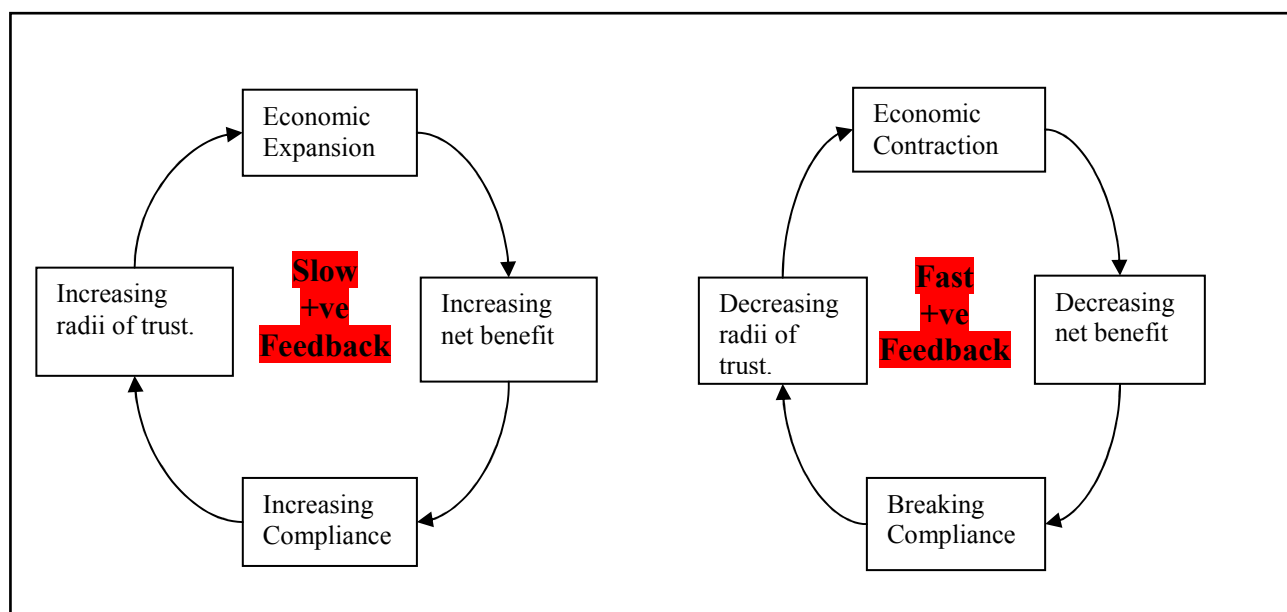 Economic
Expansion
Increasing
radii of trust.
Slow
+ve
Feedback
Increasing
net benefit
Increasing
Compliance
Economic
Contraction
Decreasing
radii of
trust.
Fast
+ve
Feedback
Decreasing
net benefit
Breaking
Compliance